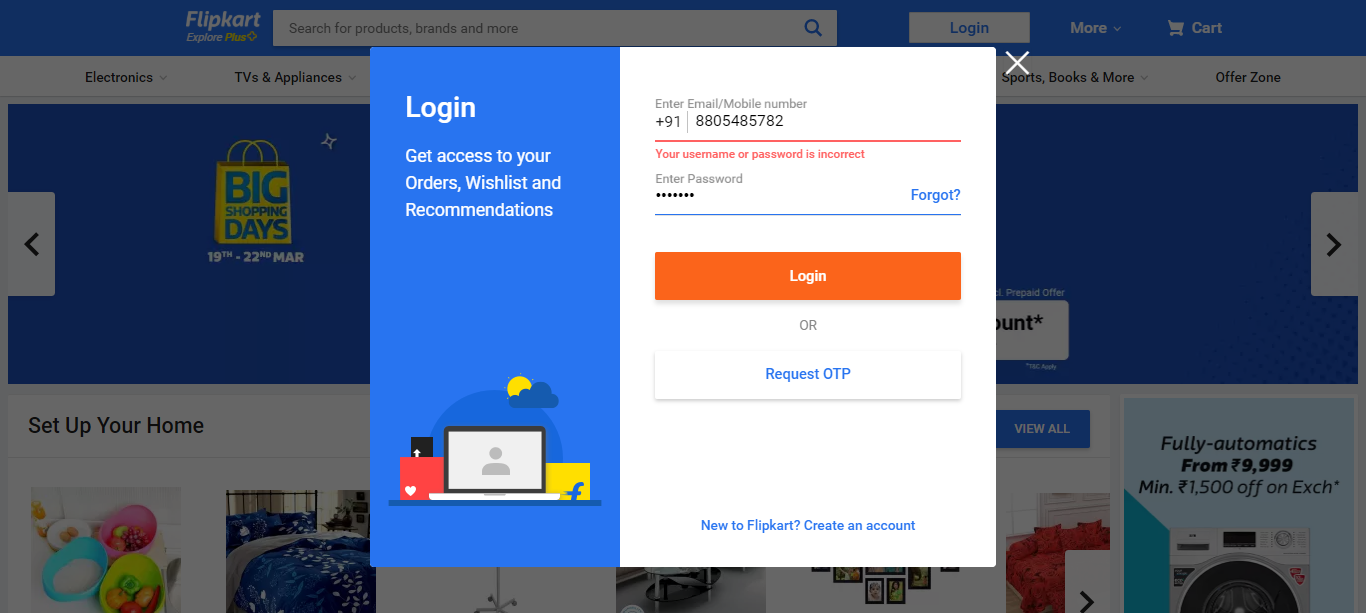 Flipkart
Explore Plus
Search for products, brands and more
Login
More
Cart
Electronics
TVs & Appliances
Sports, Books & More
Offer Zone
Login
Get access to your
Orders, Wishlist and
Recommendations
Enter Email/Mobile number
+91 8805485782
Your username or password is incorrect
Enter Password
•••••••
Forgot?
Login
OR
Request OTP
New to Flipkart? Create an account
BIG
SHOPPING
DAYS
19TH - 22ND MAR
cl. Prepaid Offer
ount*
*T&C Apply
Set Up Your Home
VIEW ALL
Fully-automatics
From ₹9,999
Min. ₹1,500 off on Exch*